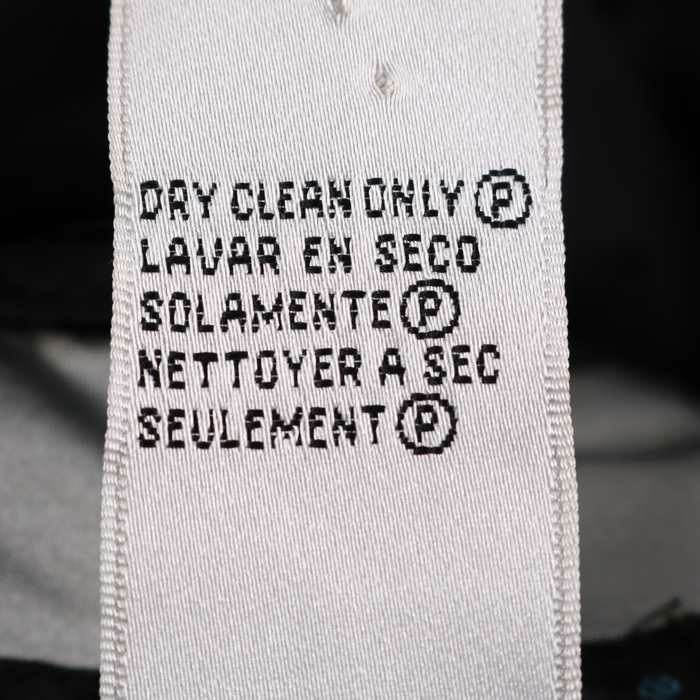 DRY CLEAN ONLY Ⓟ
LAVAR EN SECO
SOLAMENTE Ⓟ
NETTOYER A SEC
SEULEMENT Ⓟ